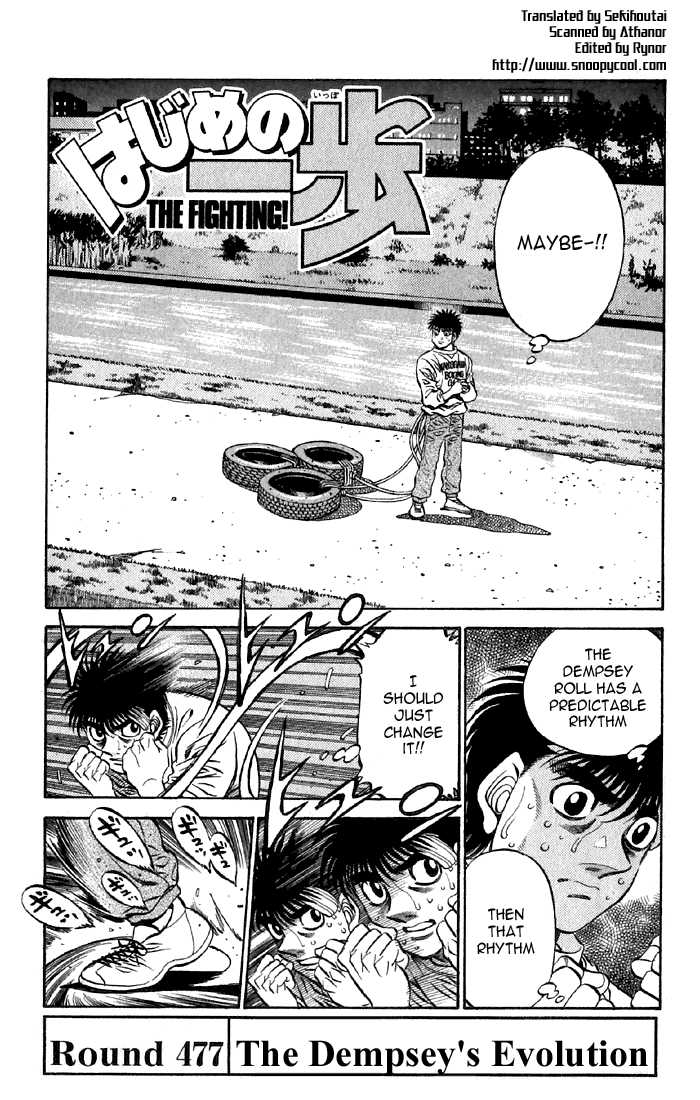 Translated by Sekihoutai
Scanned by Athanor
Edited by Rynor
http://www.snoopycool.com
はじめの一歩
いっぽ
THE FIGHTING!
MAYBE-!!
THE
DEMPSEY
ROLL HAS A
PREDICTABLE
RHYTHM
THEN
THAT
RHYTHM
I
SHOULD
JUST
CHANGE
IT!!
Round 477
The Dempsey's Evolution